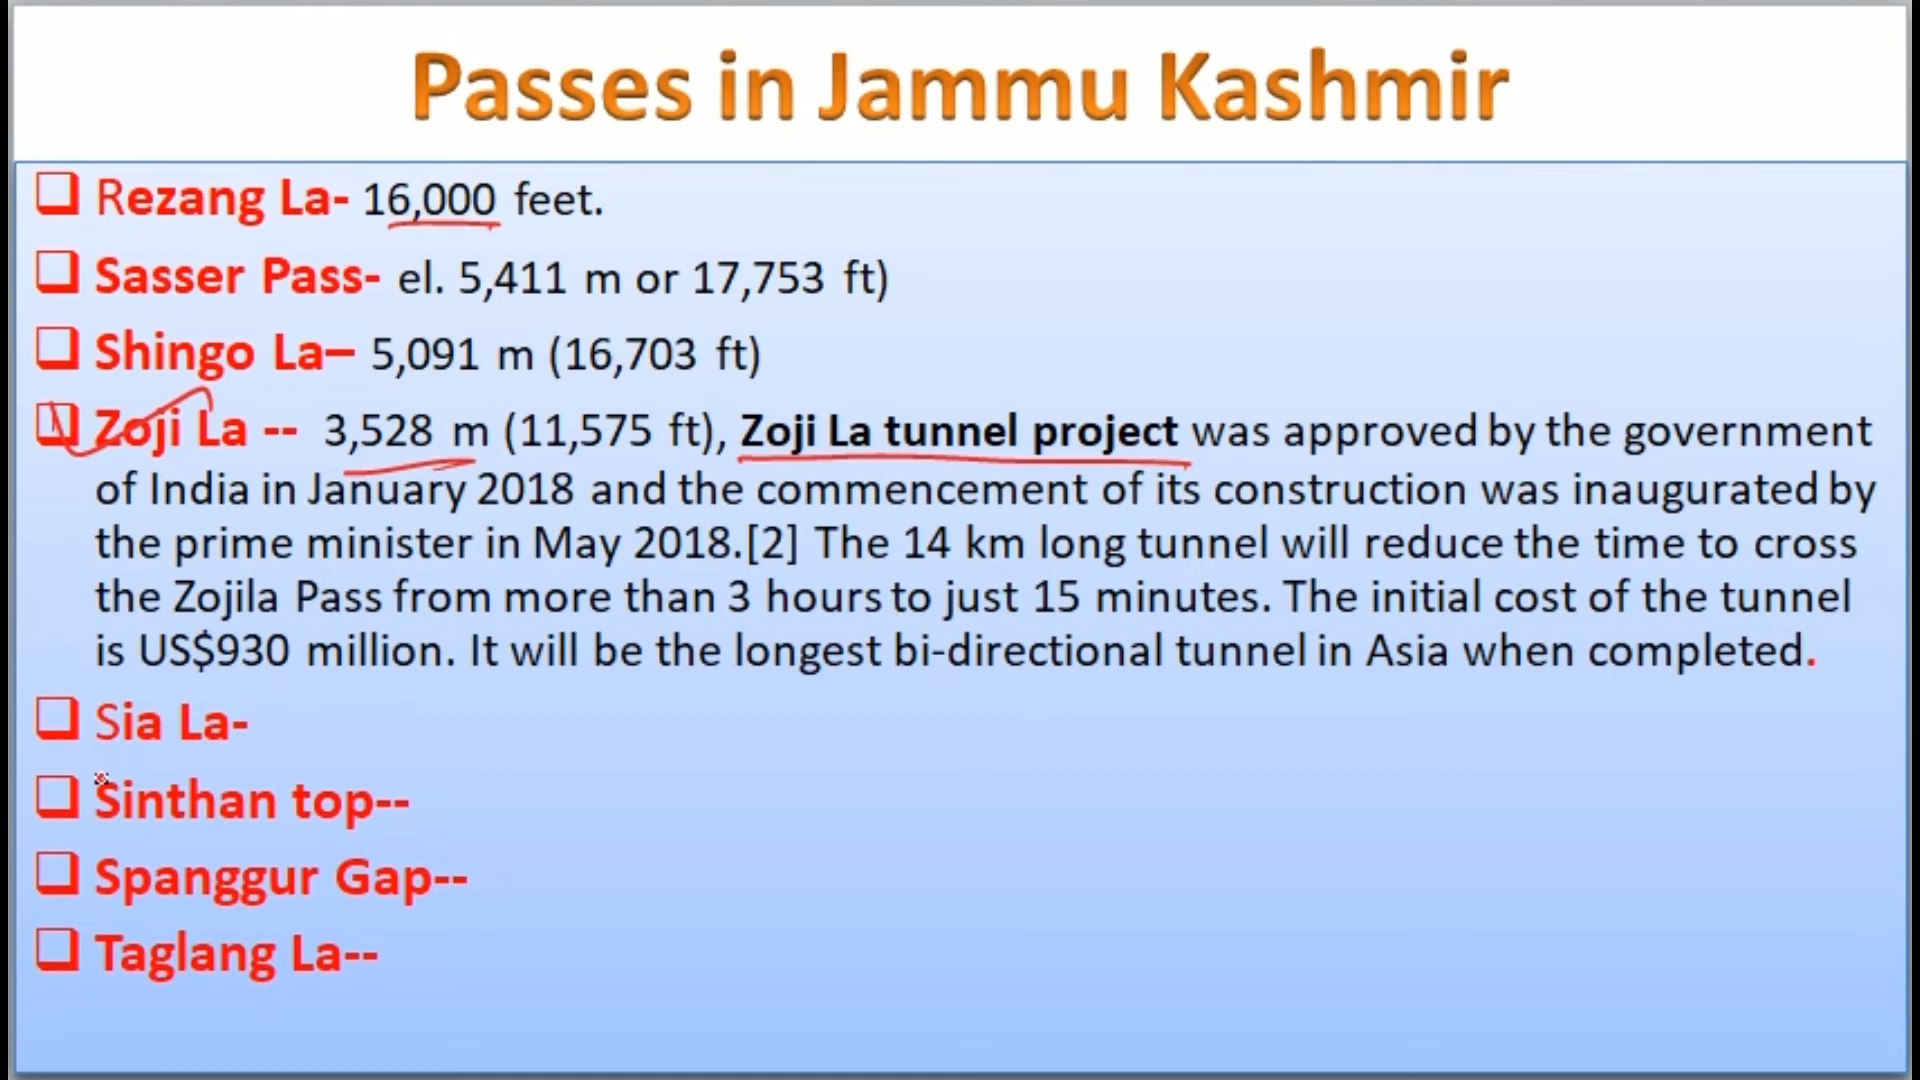 Passes in Jammu Kashmir
Rezang La- 16,000 feet.
Sasser Pass- el. 5,411 m or 17,753 ft)
Shingo La– 5,091 m (16,703 ft)
Zoji La -- 3,528 m (11,575 ft), Zoji La tunnel project was approved by the government
of India in January 2018 and the commencement of its construction was inaugurated by
the prime minister in May 2018.[2] The 14 km long tunnel will reduce the time to cross
the Zojila Pass from more than 3 hours to just 15 minutes. The initial cost of the tunnel
is US$930 million. It will be the longest bi-directional tunnel in Asia when completed.
Sia La-
Sinthan top--
Spanggur Gap--
Taglang La--